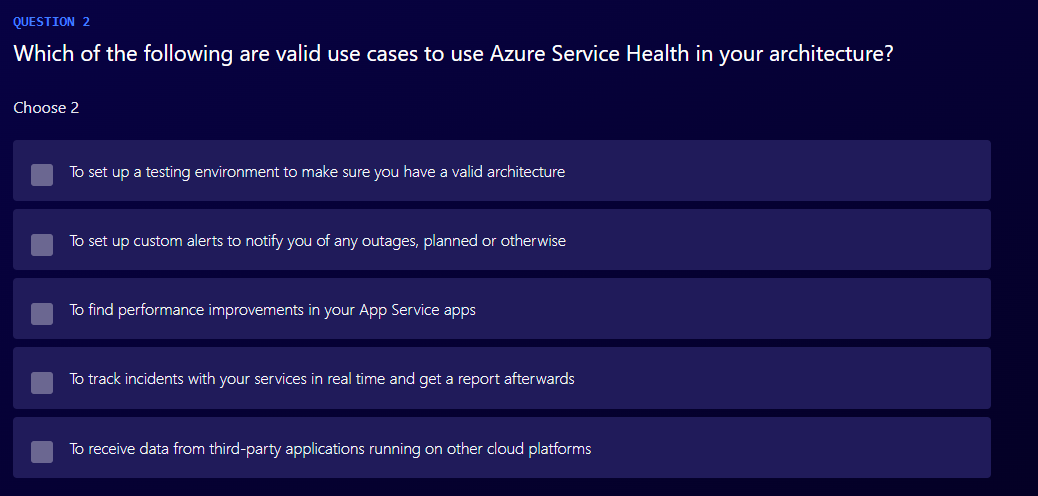 QUESTION 2
Which of the following are valid use cases to use Azure Service Health in your architecture?
Choose 2
To set up a testing environment to make sure you have a valid architecture
To set up custom alerts to notify you of any outages, planned or otherwise
To find performance improvements in your App Service apps
To track incidents with your services in real time and get a report afterwards
To receive data from third-party applications running on other cloud platforms